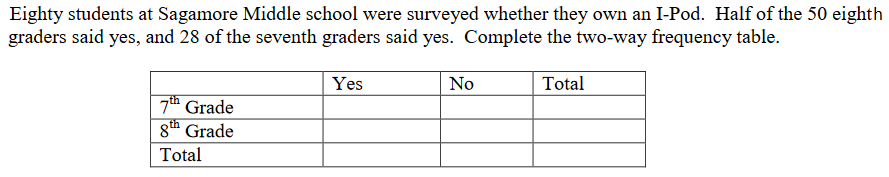 Eighty students at Sagamore Middle school were surveyed whether they own an I-Pod.  Half of the 50 eighth
graders said yes, and 28 of the seventh graders said yes.  Complete the two-way frequency table.
Yes No Total
7th Grade
8th Grade
Total